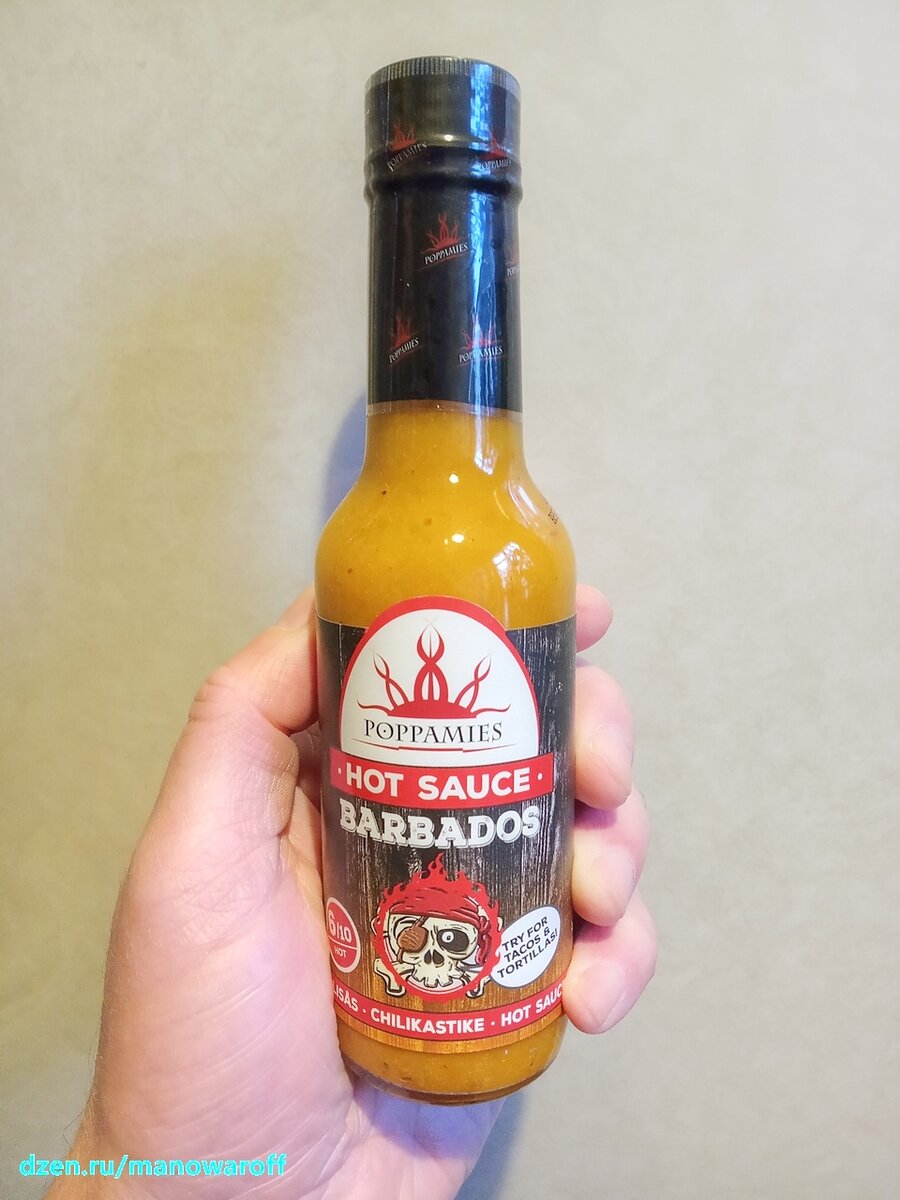 POPPAMIES
POPPAMIES
POPPAMIES
POPPAMIES
POPPAMIES
POPPAMIES
· HOT SAUCE ·
BARBADOS
6/10
HOT
TRY FOR
TACOS &
TORTILLAS!
· CHILIKASTIKE · HOT SAUC
dzen.ru/manowaroff